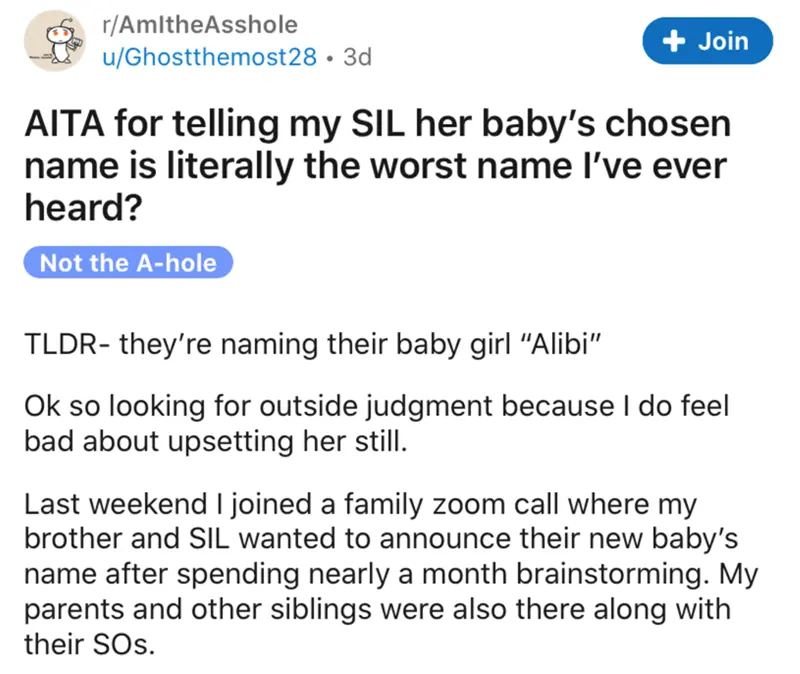 r/AmItheAsshole
u/Ghostthemost28 • 3d
+ Join
AITA for telling my SIL her baby’s chosen
name is literally the worst name I’ve ever
heard?
Not the A-hole
TLDR- they’re naming their baby girl “Alibi”
Ok so looking for outside judgment because I do feel
bad about upsetting her still.
Last weekend I joined a family zoom call where my
brother and SIL wanted to announce their new baby’s
name after spending nearly a month brainstorming. My
parents and other siblings were also there along with
their SOs.